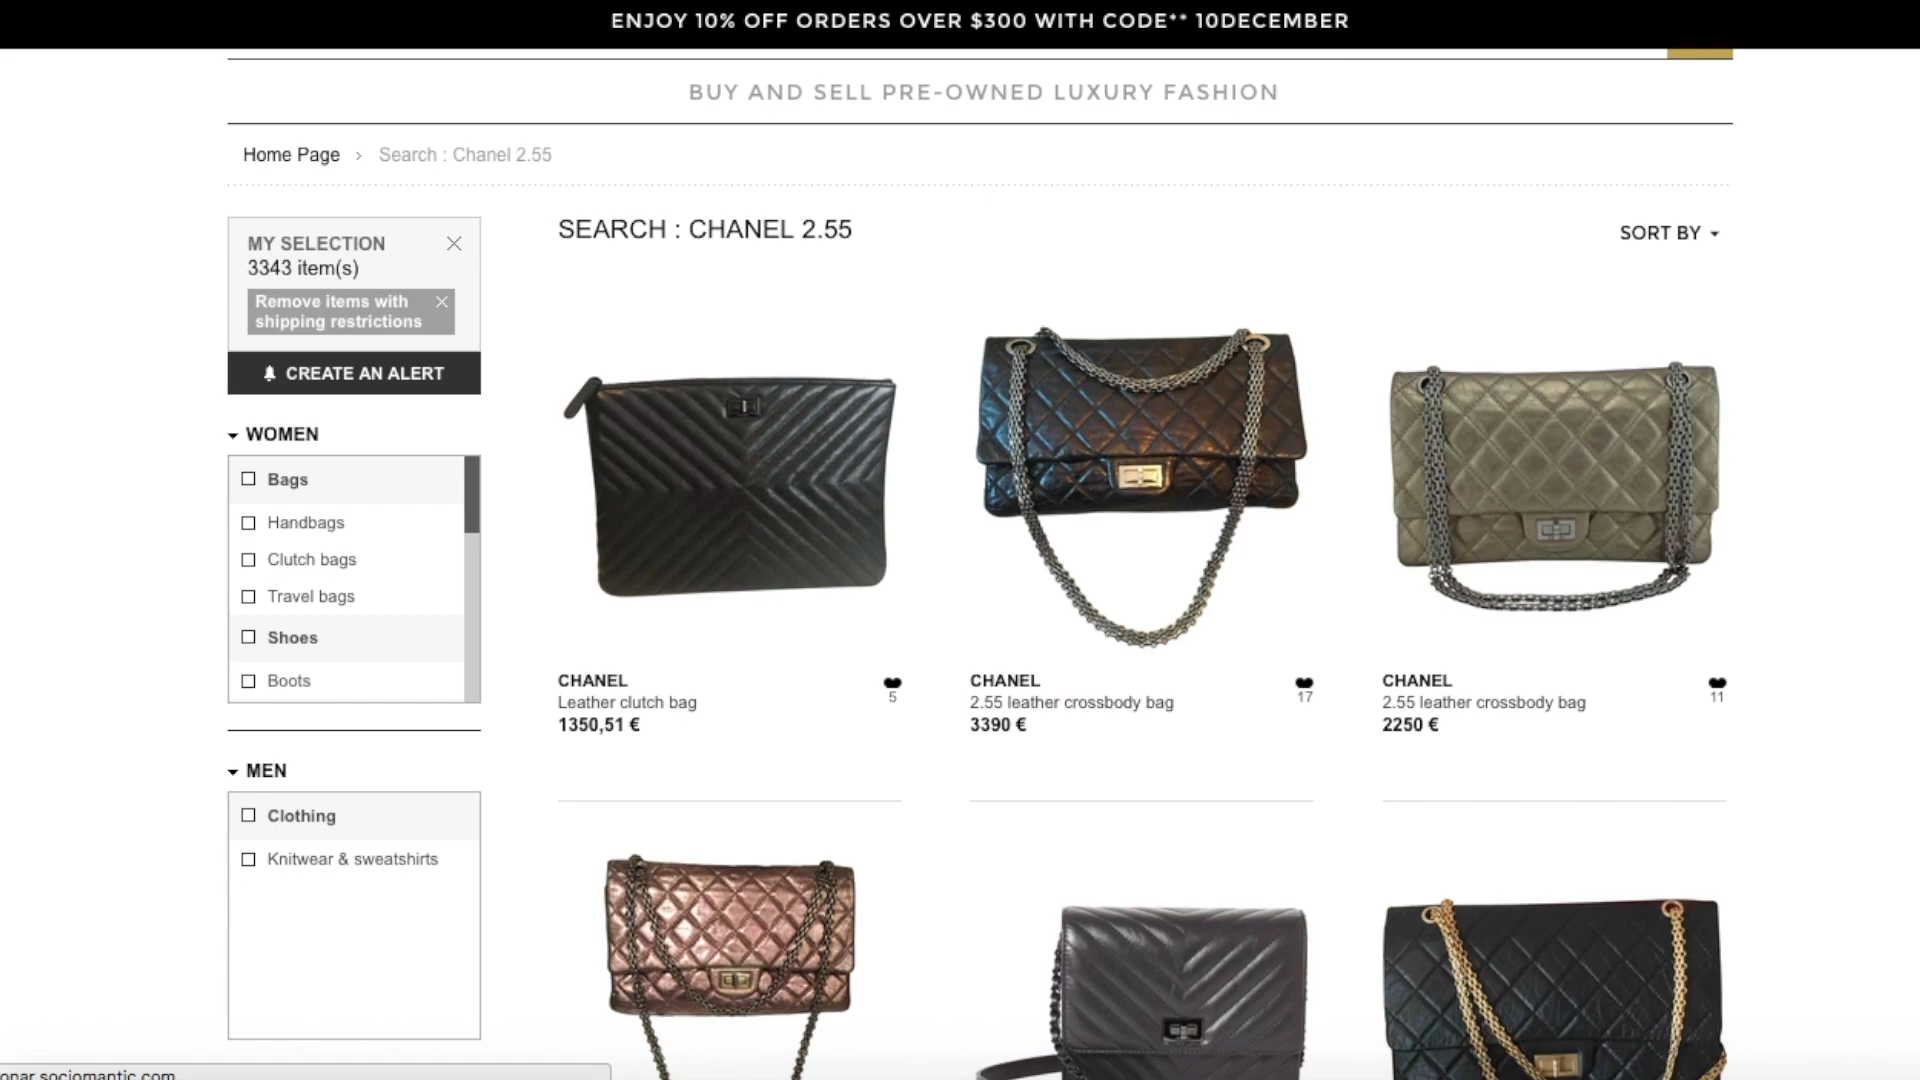 ENJOY 10% OFF ORDERS OVER $300 WITH CODE** 10DECEMBER
BUY AND SELL PRE-OWNED LUXURY FASHION
Home Page > Search : Chanel 2.55
MY SELECTION
3343 item(s)
Remove items with
shipping restrictions
CREATE AN ALERT
WOMEN
Bags
Handbags
Clutch bags
Travel bags
Shoes
Boots
MEN
Clothing
Knitwear & sweatshirts
SEARCH : CHANEL 2.55
SORT BY
CHANEL
Leather clutch bag
1350,51 €
5
CHANEL
2.55 leather crossbody bag
3390 €
17
CHANEL
2.55 leather crossbody bag
2250 €
11
onar.sociomantic.com